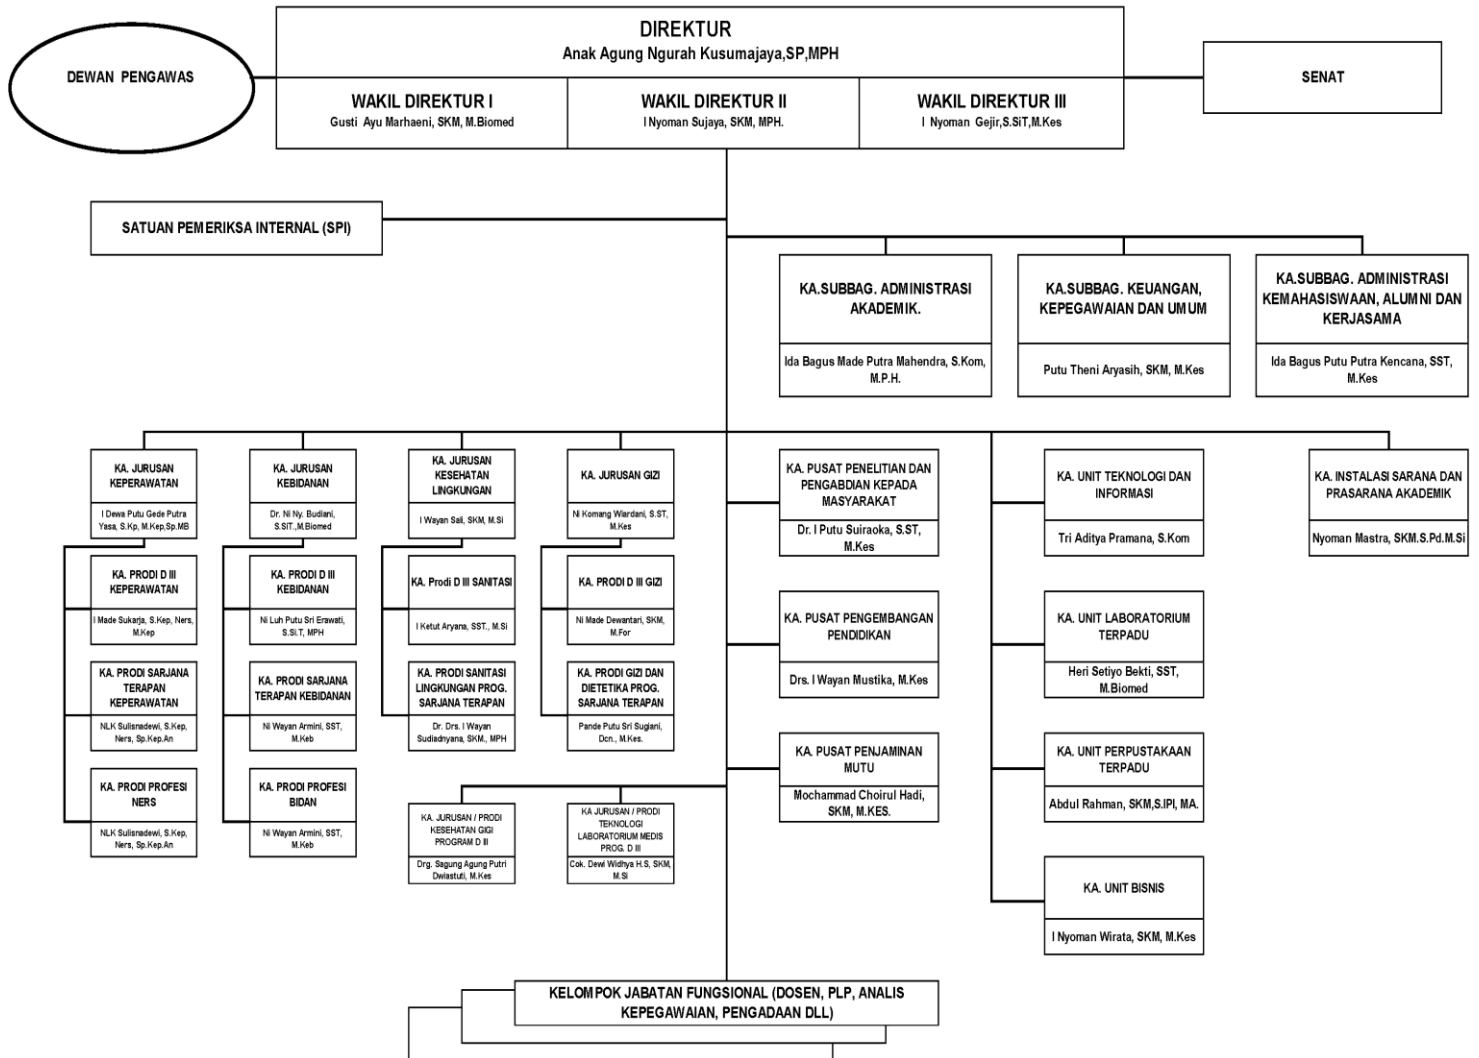 DIREKTUR
Anak Agung Ngurah Kusumajaya,SP,MPH
DEWAN PENGAWAS
SENAT
WAKIL DIREKTUR I
Gusti Ayu Marhaeni, SKM, M.Biomed
WAKIL DIREKTUR II
I Nyoman Sujaya, SKM, MPH.
WAKIL DIREKTUR III
I Nyoman Gejir,S.SiT,M.Kes
SATUAN PEMERIKSA INTERNAL (SPI)
KA.SUBBAG. ADMINISTRASI
AKADEMIK.
Ida Bagus Made Putra Mahendra, S.Kom,
M.P.H.
KA.SUBBAG. KEUANGAN,
KEPEGAWAIAN DAN UMUM
Putu Theni Aryasih, SKM, M.Kes
KA.SUBBAG. ADMINISTRASI
KEMAHASISWAAN, ALUMNI DAN
KERJASAMA
Ida Bagus Putu Putra Kencana, SST,
M.Kes
KA. JURUSAN
KEPERAWATAN
I Dewa Putu Gede Putra
Yasa, S.Kp, M.Kep,Sp.MB
KA. JURUSAN
KEBIDANAN
Dr. Ni Ny. Budiani,
S.SiT.,M.Biomed
KA. JURUSAN
KESEHATAN
LINGKUNGAN
I Wayan Sali, SKM, M.Si
KA. JURUSAN GIZI
Ni Komang Wiardani, S.ST,
M.Kes
KA. PUSAT PENELITIAN DAN
PENGABDIAN KEPADA
MASYARAKAT
Dr. I Putu Suiraoka, S.ST,
M.Kes
KA. UNIT TEKNOLOGI DAN
INFORMASI
Tri Aditya Pramana, S.Kom
KA. INSTALASI SARANA DAN
PRASARANA AKADEMIK
Nyoman Mastra, SKM.S.Pd.M.Si
KA. PRODI D III
KEPERAWATAN
I Made Sukarja, S.Kep, Ners,
M.Kep
KA. PRODI D III
KEBIDANAN
Ni Luh Putu Sri Erawati,
S.Si.T, MPH
KA. Prodi D III SANITASI
I Ketut Aryana, SST., M.Si
KA. PRODI D III GIZI
Ni Made Dewantari, SKM,
M.For
KA. PUSAT PENGEMBANGAN
PENDIDIKAN
Drs. I Wayan Mustika, M.Kes
KA. UNIT LABORATORIUM
TERPADU
Heri Setiyo Bekti, SST,
M.Biomed
KA. PRODI SARJANA
TERAPAN
KEPERAWATAN
NLK Sulisnadewi, S.Kep,
Ners, Sp.Kep.An
KA. PRODI SARJANA
TERAPAN KEBIDANAN
Ni Wayan Armini, SST,
M.Keb
KA. PRODI SANITASI
LINGKUNGAN PROG.
SARJANA TERAPAN
Dr. Drs. I Wayan
Sudiadnyana, SKM., MPH
KA. PRODI GIZI DAN
DIETETIKA PROG.
SARJANA TERAPAN
Pande Putu Sri Sugiani,
Dcn., M.Kes.
KA. PUSAT PENJAMINAN
MUTU
Mochammad Choirul Hadi,
SKM, M.KES.
KA. UNIT PERPUSTAKAAN
TERPADU
Abdul Rahman, SKM,S.IPI, MA.
KA. PRODI PROFESI
NERS
NLK Sulisnadewi, S.Kep,
Ners, Sp.Kep.An
KA. PRODI PROFESI
BIDAN
Ni Wayan Armini, SST,
M.Keb
KA. JURUSAN / PRODI
KESEHATAN GIGI
PROGRAM D III
Drg. Sagung Agung Putri
Dwiastuti, M.Kes
KA JURUSAN / PRODI
TEKNOLOGI
LABORATORIUM MEDIS
PROG. D III
Cok. Dewi Widhya H.S, SKM,
M.Si
KA. UNIT BISNIS
I Nyoman Wirata, SKM, M.Kes
KELOMPOK JABATAN FUNGSIONAL (DOSEN, PLP, ANALIS
KEPEGAWAIAN, PENGADAAN DLL)